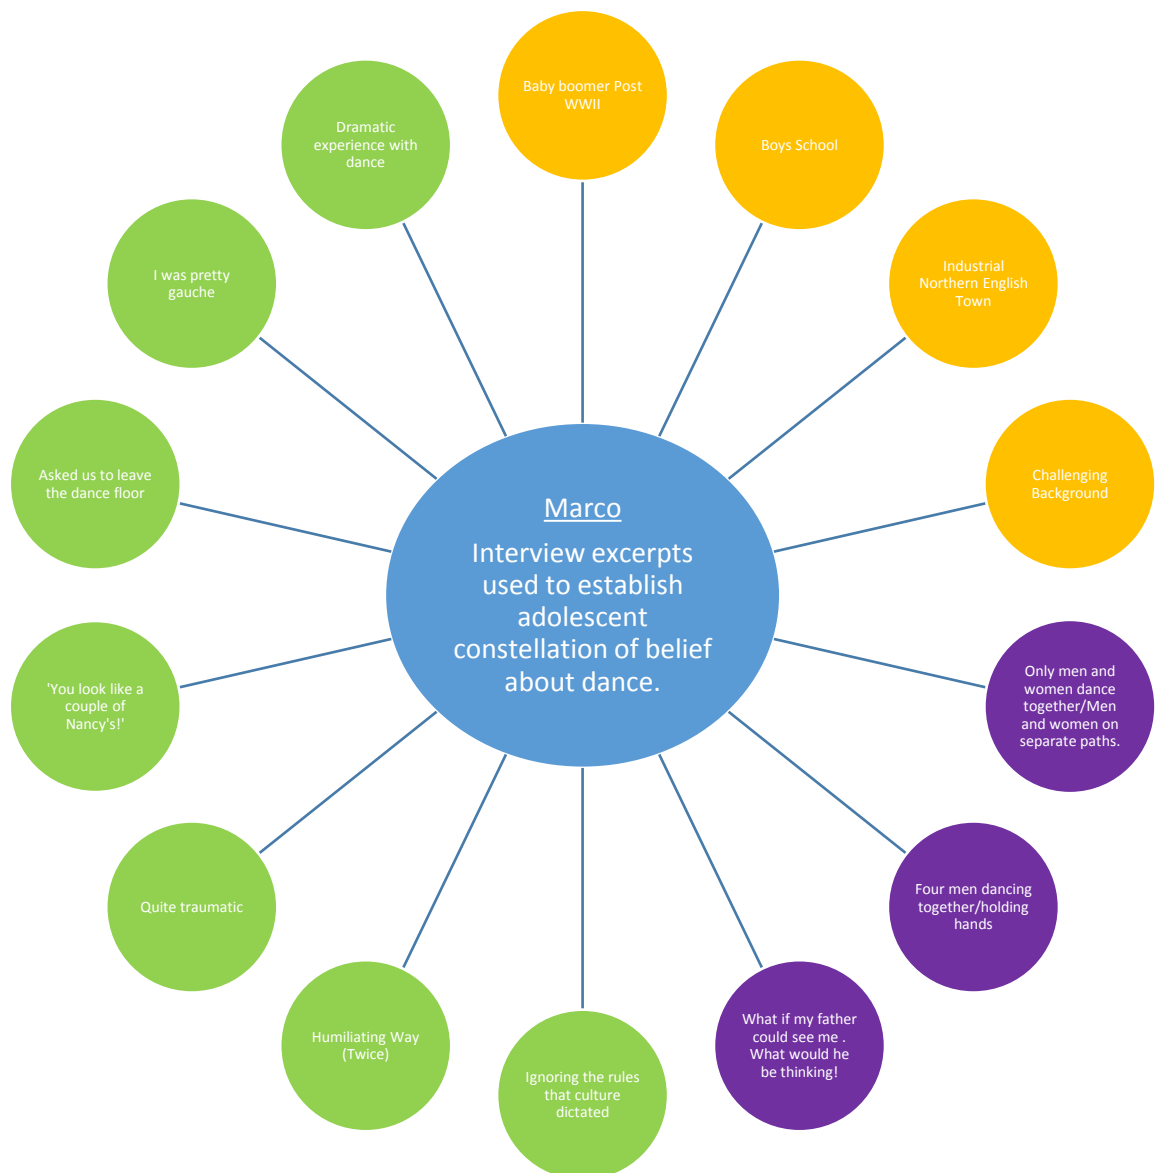 Marco
Interview excerpts
used to establish
adolescent
constellation of belief
about dance.
Baby boomer Post
WWII
Boys School
Industrial
Northern English
Town
Challenging
Background
Only men and
women dance
together/Men
and women on
separate paths.
Four men dancing
together/holding
hands
What if my father
could see me .
What would he
be thinking!
Ignoring the rules
that culture
dictated
Humiliating Way
(Twice)
Quite traumatic
'You look like a
couple of
Nancy's!'
Asked us to leave
the dance floor
I was pretty
gauche
Dramatic
experience with
dance